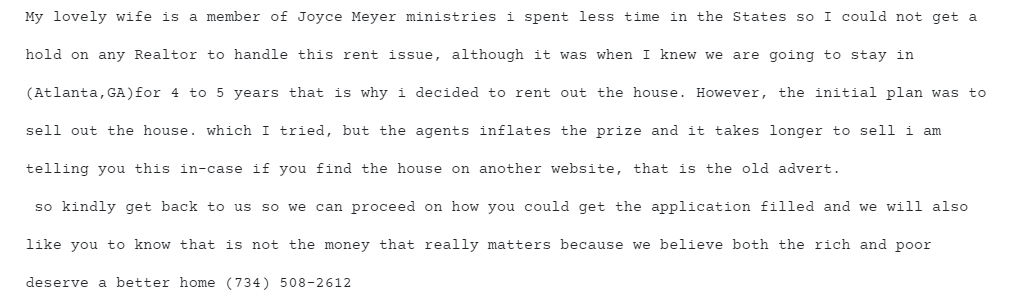 My lovely wife is a member of Joyce Meyer ministries i spent less time in the States so I could not get a
hold on any Realtor to handle this rent issue, although it was when I knew we are going to stay in
(Atlanta,GA)for 4 to 5 years that is why i decided to rent out the house. However, the initial plan was to
sell out the house. which I tried, but the agents inflates the prize and it takes longer to sell i am
telling you this in-case if you find the house on another website, that is the old advert.
so kindly get back to us so we can proceed on how you could get the application filled and we will also
like you to know that is not the money that really matters because we believe both the rich and poor
deserve a better home (734) 508-2612